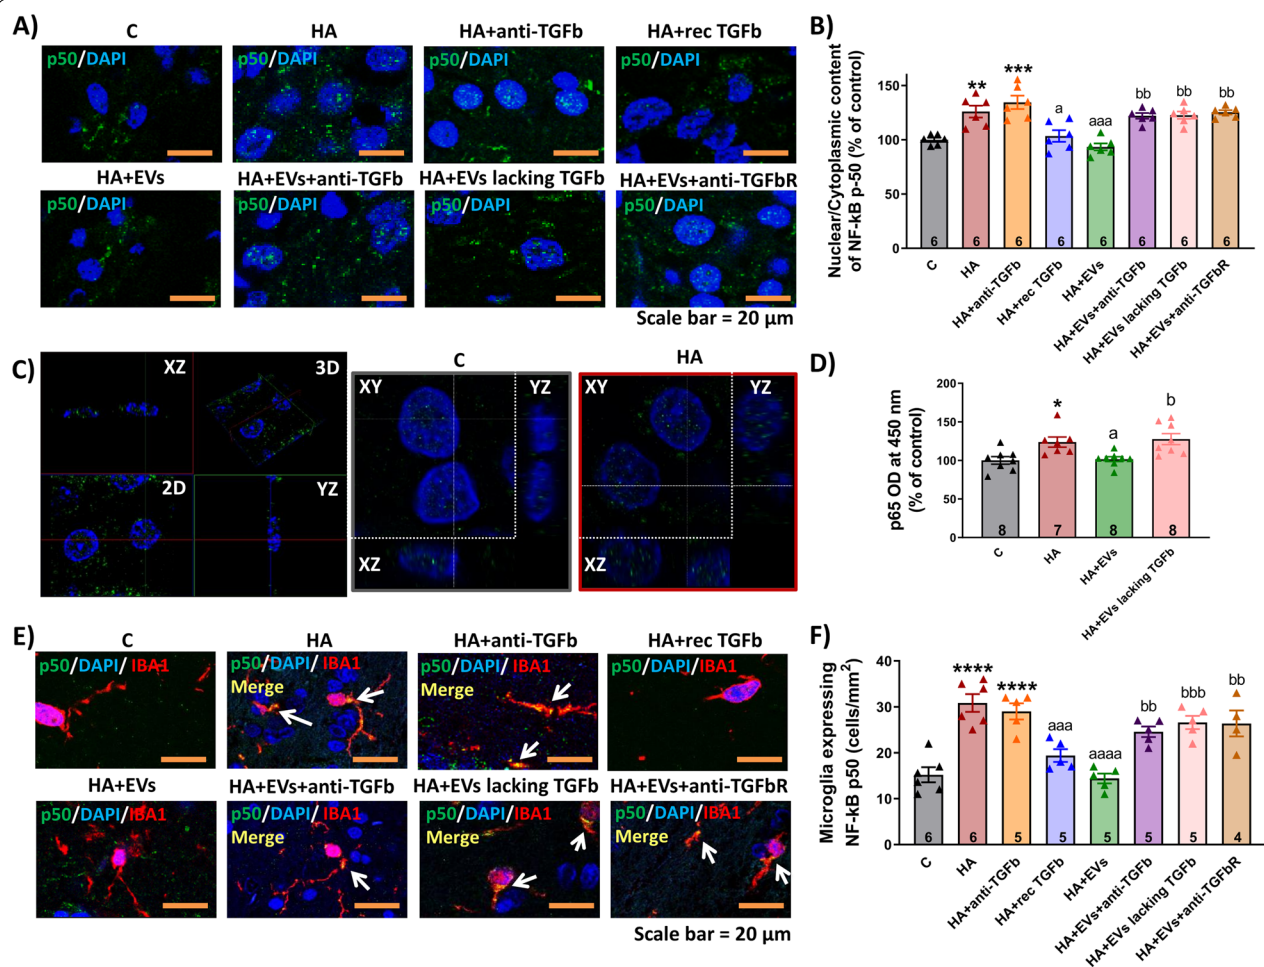 A)
C
HA
HA+anti-TGFb
HA+rec TGFb
p50/DAPI
p50/DAPI
p50/DAPI
p50/DAPI
HA+EVs
HA+EVs+anti-TGFb
HA+EVs lacking TGFb
HA+EVs+anti-TGFbR
p50/DAPI
p50/DAPI
p50/DAPI
p50/DAPI
Scale bar = 20 µm
B)
Nuclear/Cytoplasmic content
of NF-kB p-50 (% of control)
150
100
50
0
**
***
a
aaa
bb
bb
bb
6
6
6
6
6
6
6
6
C
HA
HA+anti-TGFb
HA+rec TGFb
HA+EVs
HA+EVs+anti-TGFb
HA+EVs lacking TGFb
HA+EVs+anti-TGFbR
C)
XZ
3D
2D
YZ
C
XY
YZ
XZ
HA
XY
YZ
XZ
D)
p65 OD at 450 nm
(% of control)
200
150
100
50
0
*
a
b
8
7
8
8
C
HA
HA+EVs
HA+EVs lacking TGFb
E)
C
HA
HA+anti-TGFb
HA+rec TGFb
p50/DAPI/ IBA1
p50/DAPI/ IBA1
Merge
p50/DAPI/ IBA1
Merge
p50/DAPI/ IBA1
HA+EVs
HA+EVs+anti-TGFb
HA+EVs lacking TGFb
HA+EVs+anti-TGFbR
p50/DAPI/IBA1
p50/DAPI/IBA1
Merge
p50/DAPI/IBA1
Merge
p50/DAPI/IBA1
Merge
Scale bar = 20 µm
F)
Microglia expressing
NF-kB p50 (cells/mm²)
40
30
20
10
0
****
****
aaa
aaaa
bb
bbb
bb
6
6
5
5
5
5
5
4
C
HA
HA+anti-TGFb
HA+rec TGFb
HA+EVs
HA+EVs+anti-TGFb
HA+EVs lacking TGFb
HA+EVs+anti-TGFbR